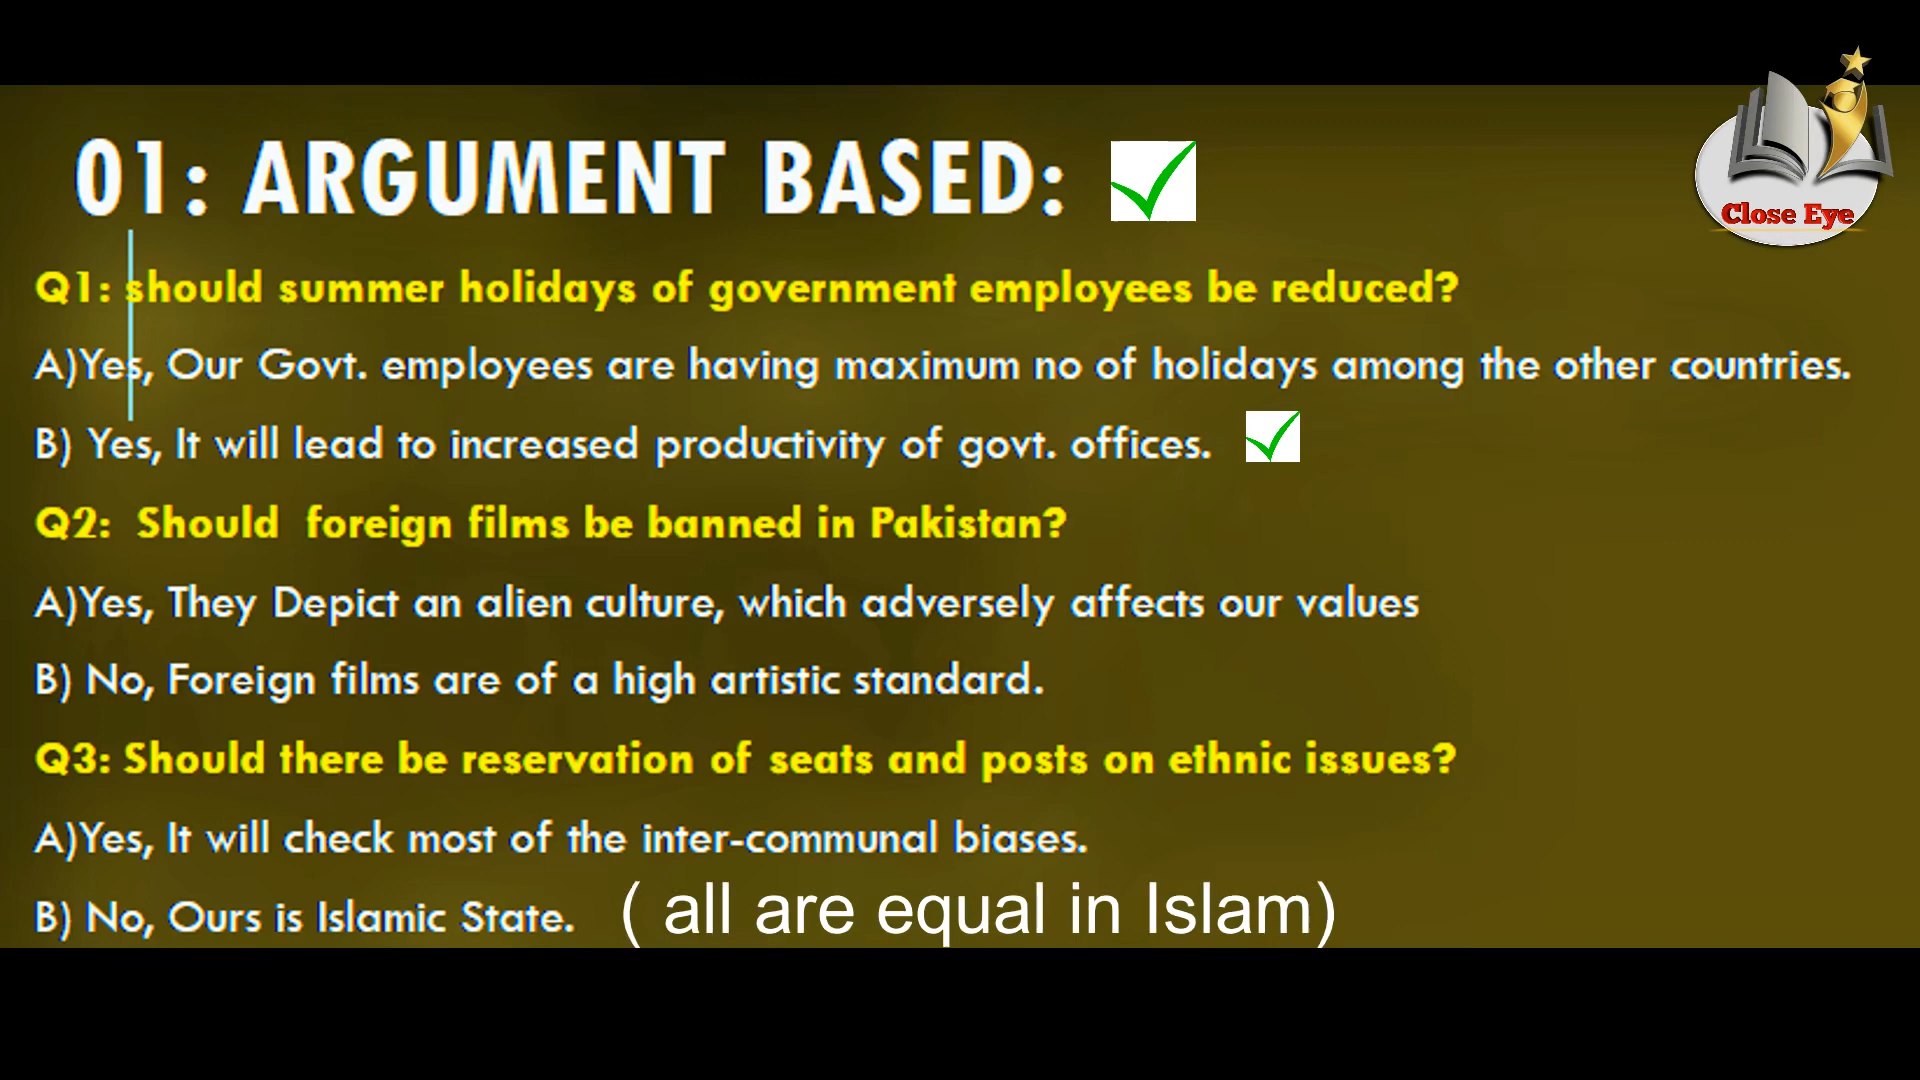 01: ARGUMENT BASED:
Close Eye
Q1: should summer holidays of government employees be reduced?
A)Yes, Our Govt. employees are having maximum no of holidays among the other countries.
B) Yes, It will lead to increased productivity of govt. offices.
Q2: Should foreign films be banned in Pakistan?
A)Yes, They Depict an alien culture, which adversely affects our values
B) No, Foreign films are of a high artistic standard.
Q3: Should there be reservation of seats and posts on ethnic issues?
A)Yes, It will check most of the inter-communal biases.
B) No, Ours is Islamic State. ( all are equal in Islam)